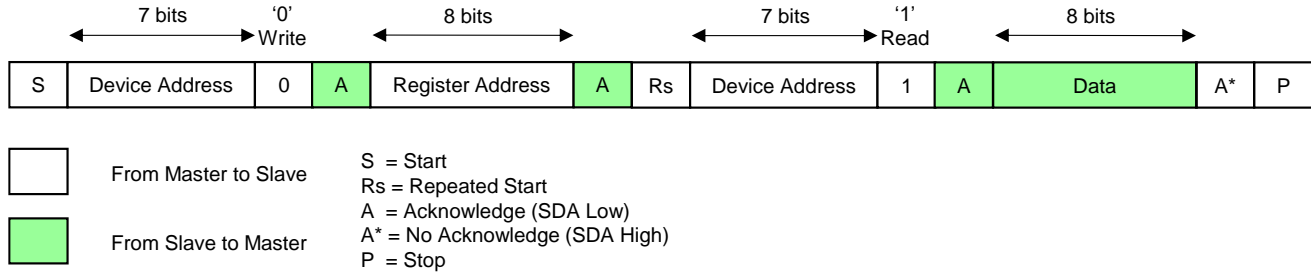 7 bits ‘0’ 8 bits 7 bits ‘1’ 8 bits
Write Read
S Device Address 0 A Register Address A Rs Device Address 1 A Data A* P
From Master to Slave
From Slave to Master
S = Start
Rs = Repeated Start
A = Acknowledge (SDA Low)
A* = No Acknowledge (SDA High)
P = Stop